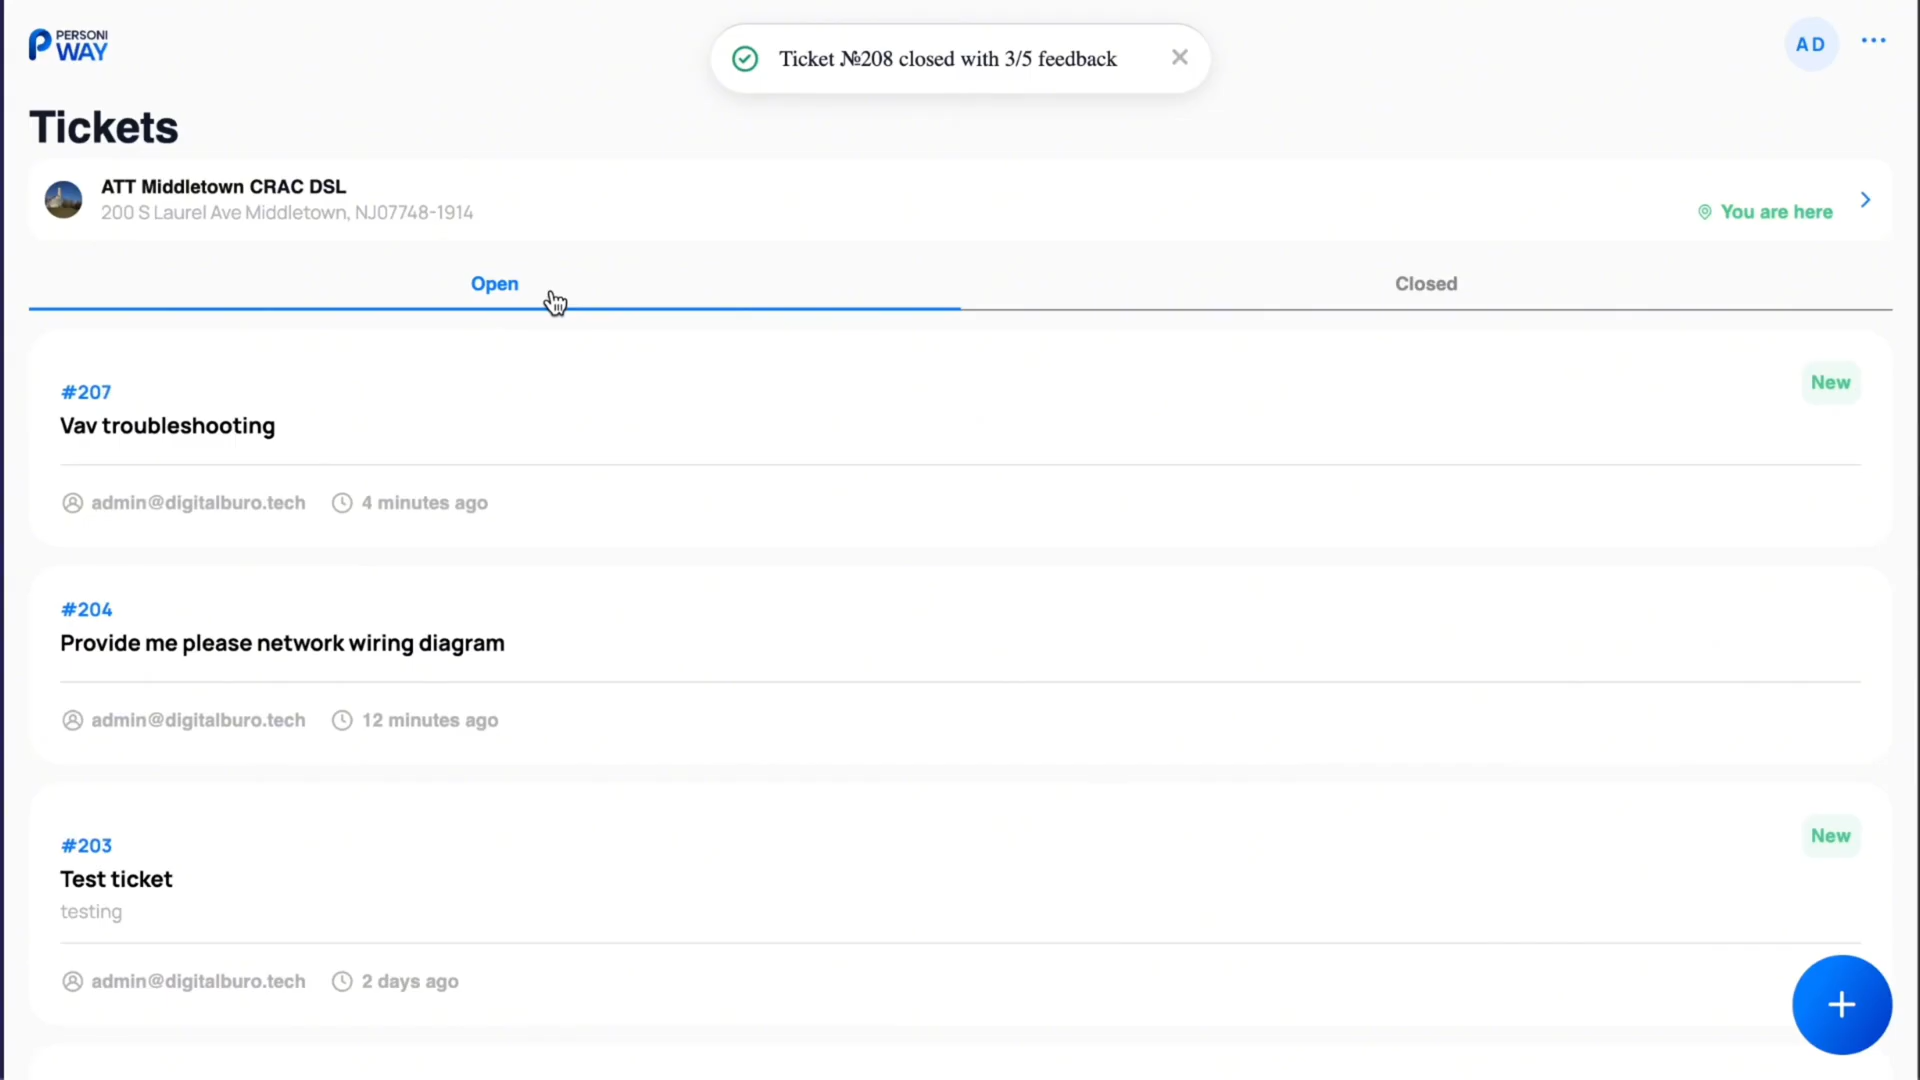 PERSONI
WAY
Ticket №208 closed with 3/5 feedback
AD
Tickets
ATT Middletown CRAC DSL
200 S Laurel Ave Middletown, NJ07748-1914
You are here
Open
Closed
#207
New
Vav troubleshooting
admin@digitalburo.tech
4 minutes ago
#204
Provide me please network wiring diagram
admin@digitalburo.tech
12 minutes ago
#203
New
Test ticket
testing
admin@digitalburo.tech
2 days ago